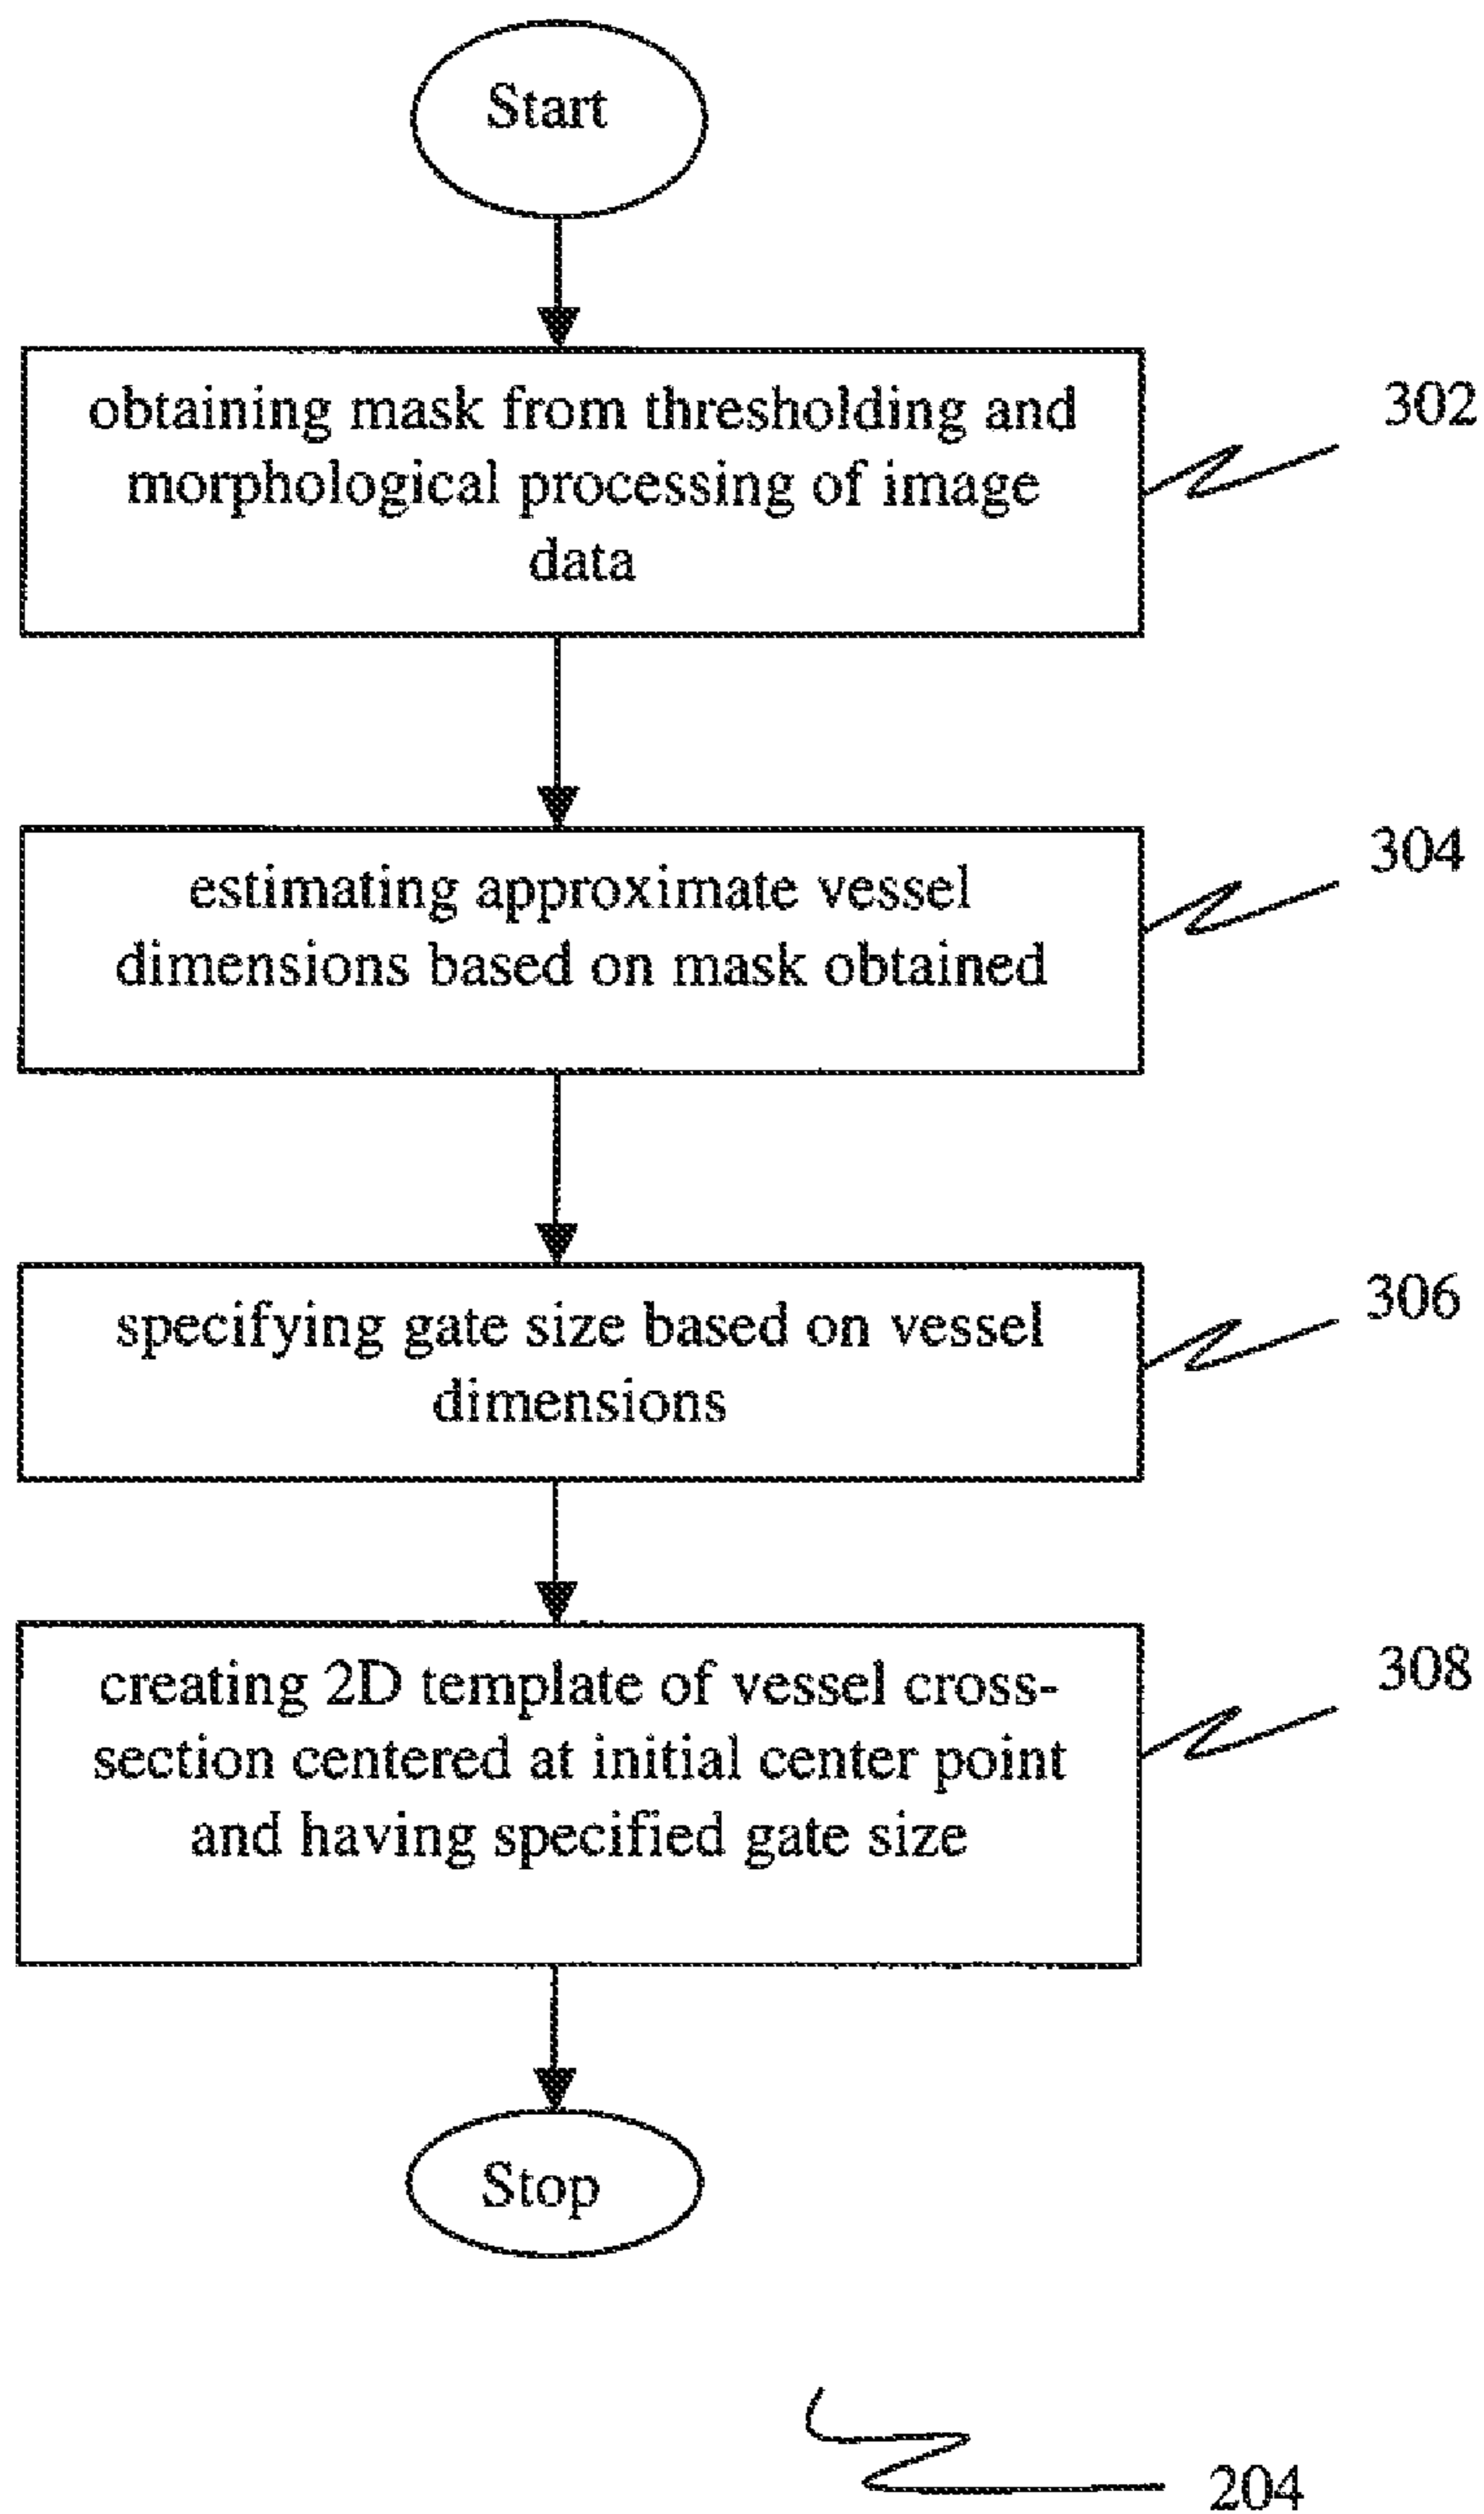 Start
obtaining mask from thresholding and
morphological processing of image
data
302
estimating approximate vessel
dimensions based on mask obtained
304
specifying gate size based on vessel
dimensions
306
creating 2D template of vessel cross-
section centered at initial center point
and having specified gate size
308
Stop
204